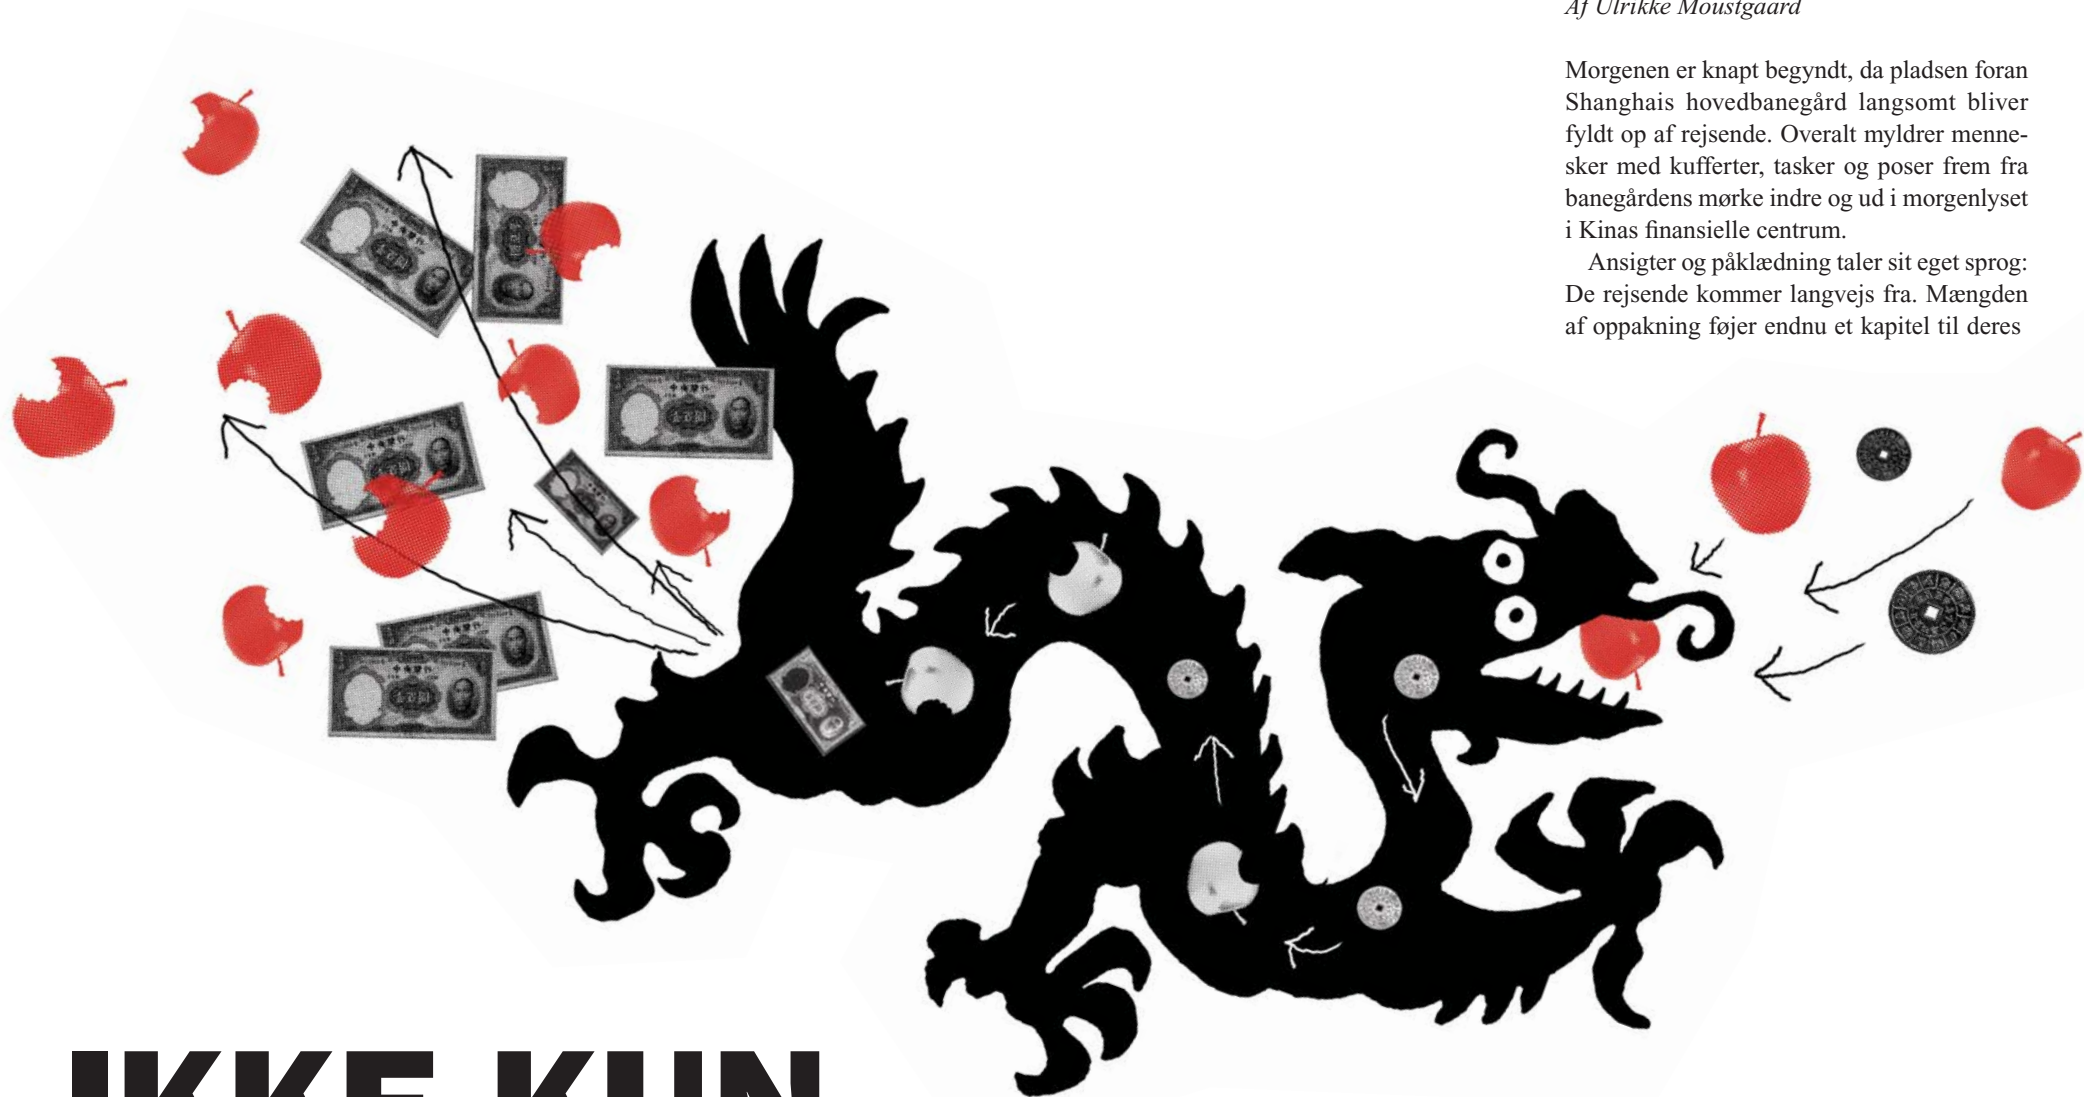 Af Ulrikke Moustgaard
Morgenen er knapt begyndt, da pladsen foran
Shanghais hovedbanegård langsomt bliver
fyldt op af rejsende. Overalt myldrer menne-
sker med kufferter, tasker og poser frem fra
banegårdens mørke indre og ud i morgenlyset
i Kinas finansielle centrum.
Ansigter og påklædning taler sit eget sprog:
De rejsende kommer langvejs fra. Mængden
af oppakning føjer endnu et kapitel til deres
IKKE KUN